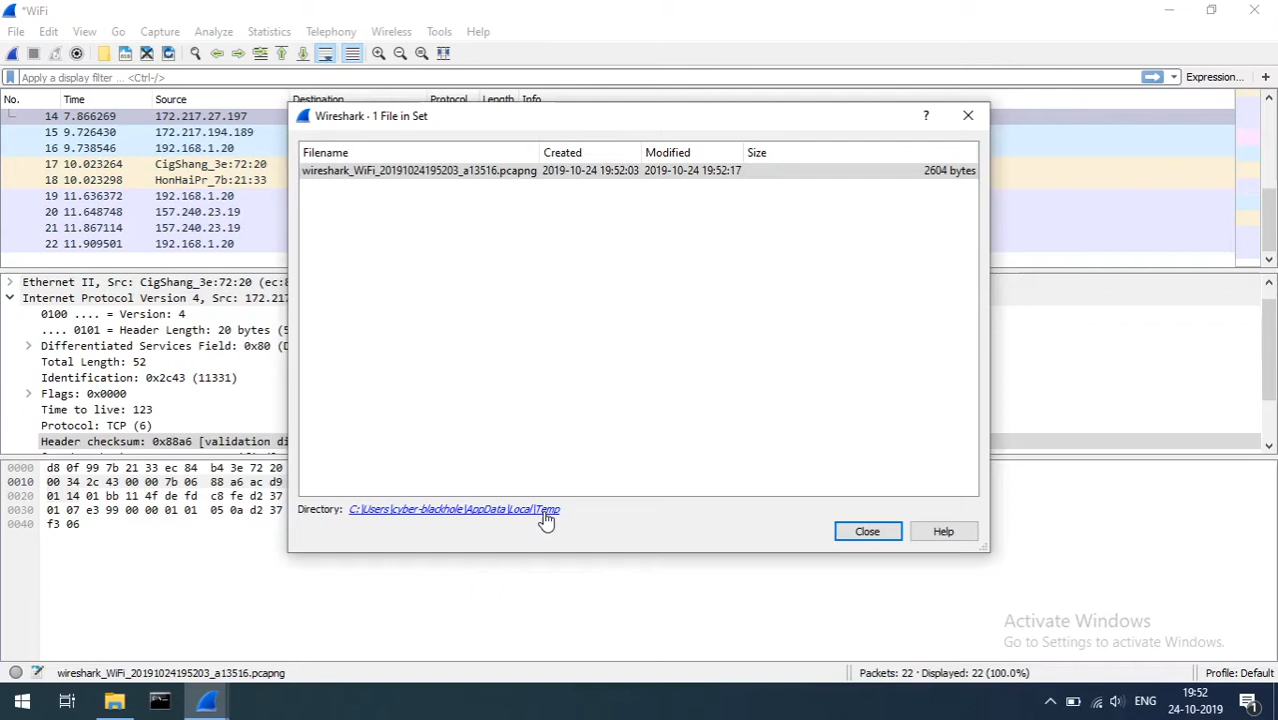 *WiFi
File Edit View Go Capture Analyze Statistics Telephony Wireless Tools Help
Apply a display filter ... <Ctrl-/>
Expression...
No. Time Source Destination Protocol Length Info
14 7.866269 172.217.27.197
15 9.726430 172.217.194.189
16 9.738546 192.168.1.20
17 10.023264 CigShang_3e:72:20
18 10.023298 HonHaiPr_7b:21:33
19 11.636372 192.168.1.20
20 11.648748 157.240.23.19
21 11.867114 157.240.23.19
22 11.909501 192.168.1.20
Wireshark · 1 File in Set
Filename Created Modified Size
wireshark_WiFi_20191024195203_a13516.pcapng 2019-10-24 19:52:03 2019-10-24 19:52:17 2604 bytes
Directory: C:\Users\cyber-blackhole\AppData\Local\Temp
Close Help
Ethernet II, Src: CigShang_3e:72:20 (ec:8
Internet Protocol Version 4, Src: 172.217
0100 .... = Version: 4
.... 0101 = Header Length: 20 bytes (5
Differentiated Services Field: 0x80 (D
Total Length: 52
Identification: 0x2c43 (11331)
Flags: 0x0000
Time to live: 123
Protocol: TCP (6)
Header checksum: 0x88a6 [validation di
0000 d8 0f 99 7b 21 33 ec 84 b4 3e 72 20
0010 00 34 2c 43 00 00 7b 06 88 a6 ac d9
0020 01 14 01 bb 11 4f de fd c8 fe d2 37
0030 01 07 e3 99 00 00 01 01 05 0a d2 37
0040 f3 06
Activate Windows
Go to Settings to activate Windows.
wireshark_WiFi_20191024195203_a13516.pcapng
Packets: 22 · Displayed: 22 (100.0%)
Profile: Default
ENG
19:52
24-10-2019
1